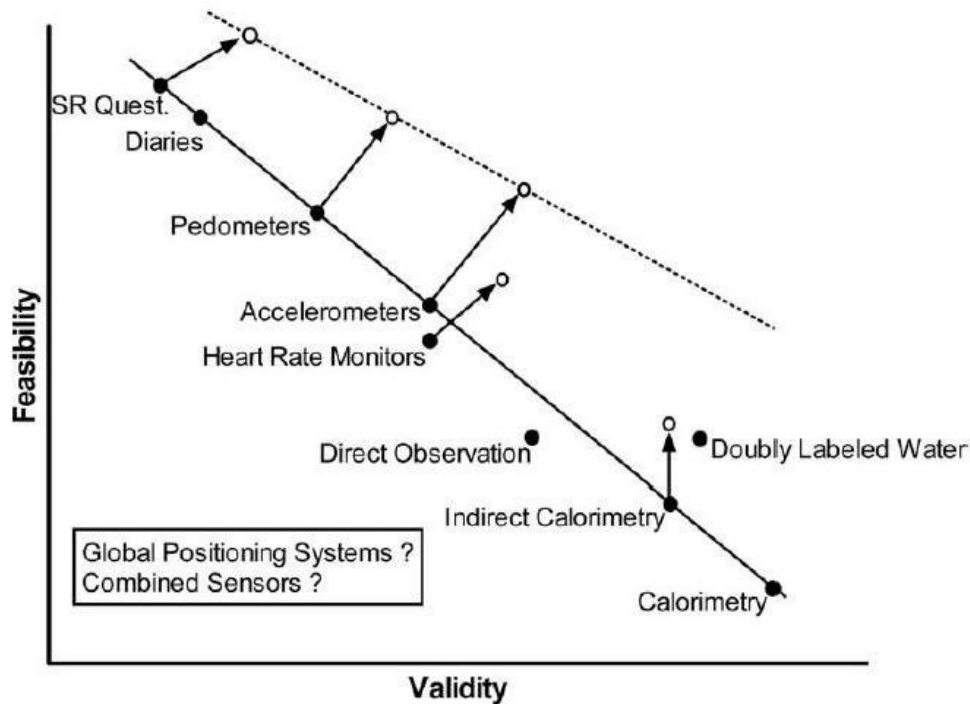 SR Quest.
Diaries
Pedometers
Accelerometers
Heart Rate Monitors
Feasibility
Direct Observation
Doubly Labeled Water
Indirect Calorimetry
Global Positioning Systems ?
Combined Sensors ?
Calorimetry
Validity